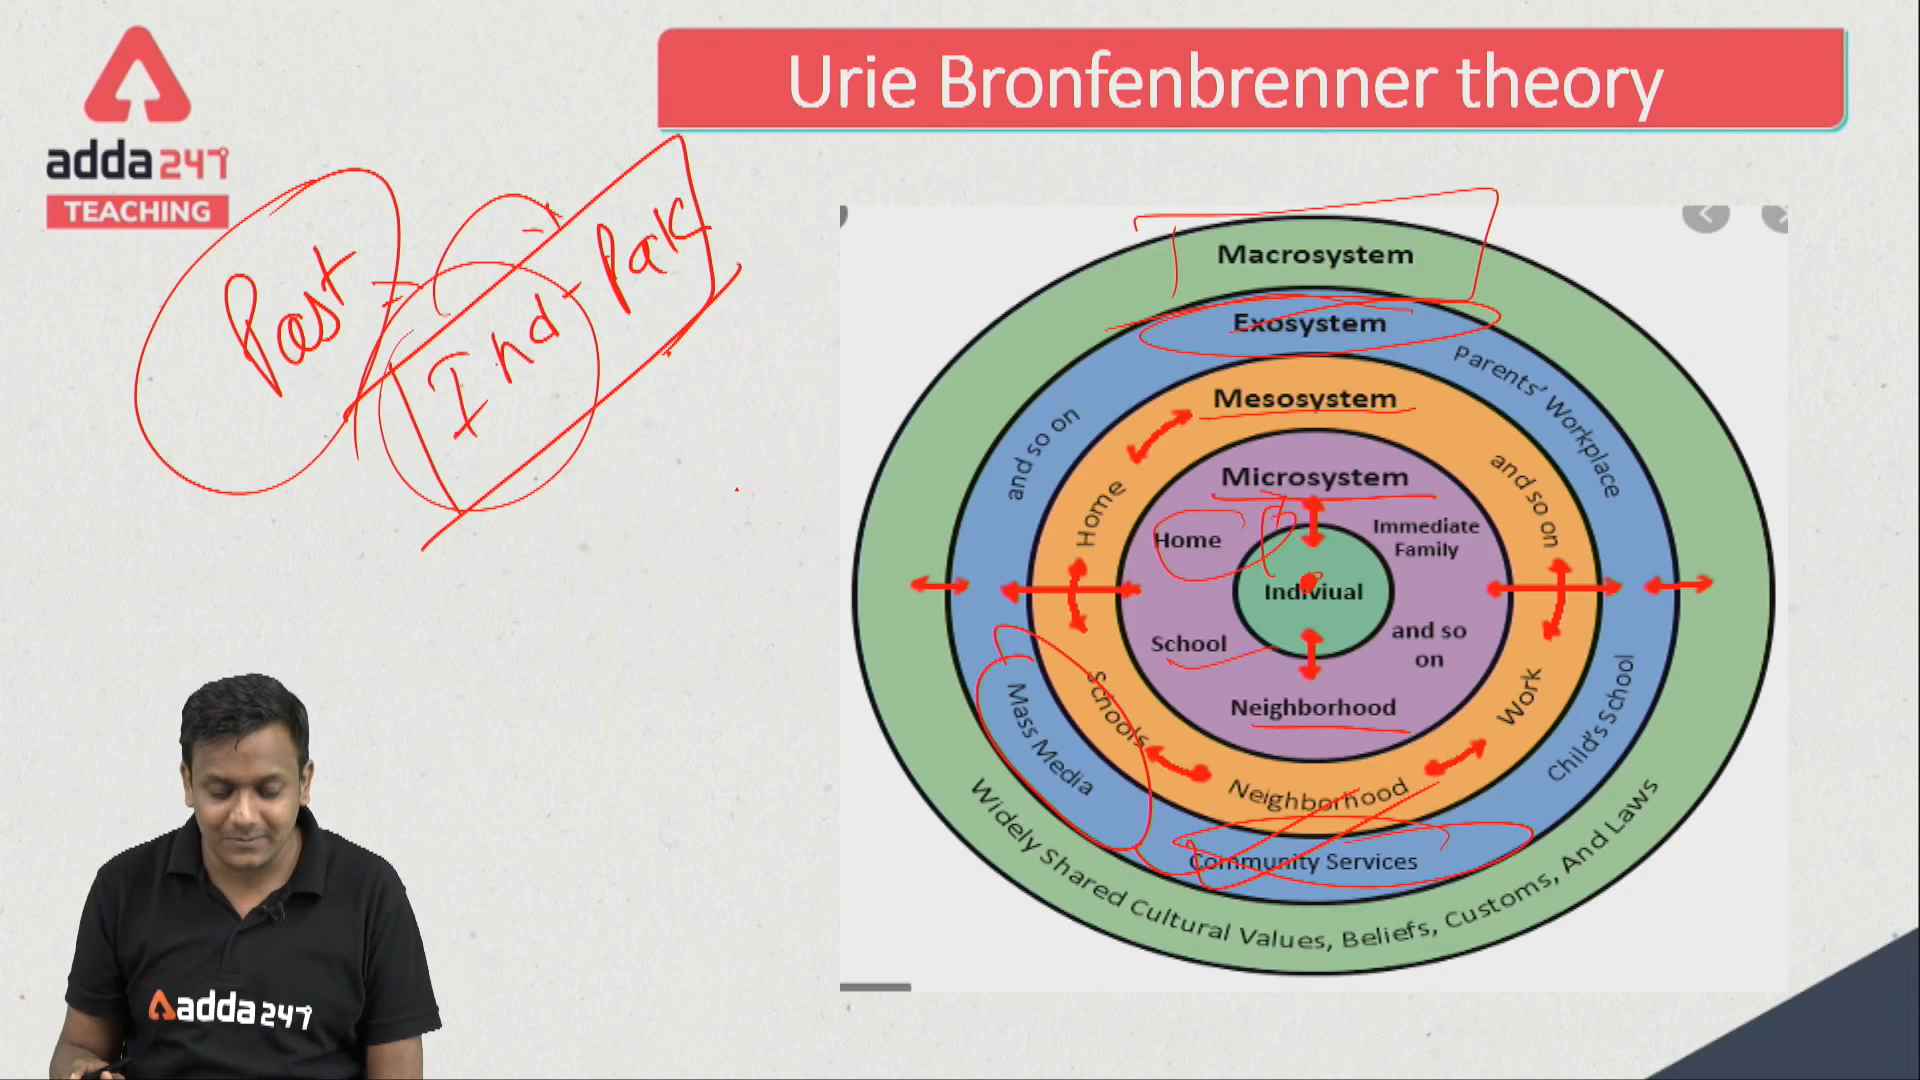 Urie Bronfenbrenner theory
adda247
TEACHING
Past
Ind - Pak
Macrosystem
Exosystem
Parents' Workplace
and so on
Mesosystem
Home
and so on
Microsystem
Home
Immediate
Family
Indiviual
School
and so
on
Neighborhood
Schools
Work
Neighborhood
Mass Media
Child's School
Community Services
Widely Shared Cultural Values, Beliefs, Customs, And Laws
adda247